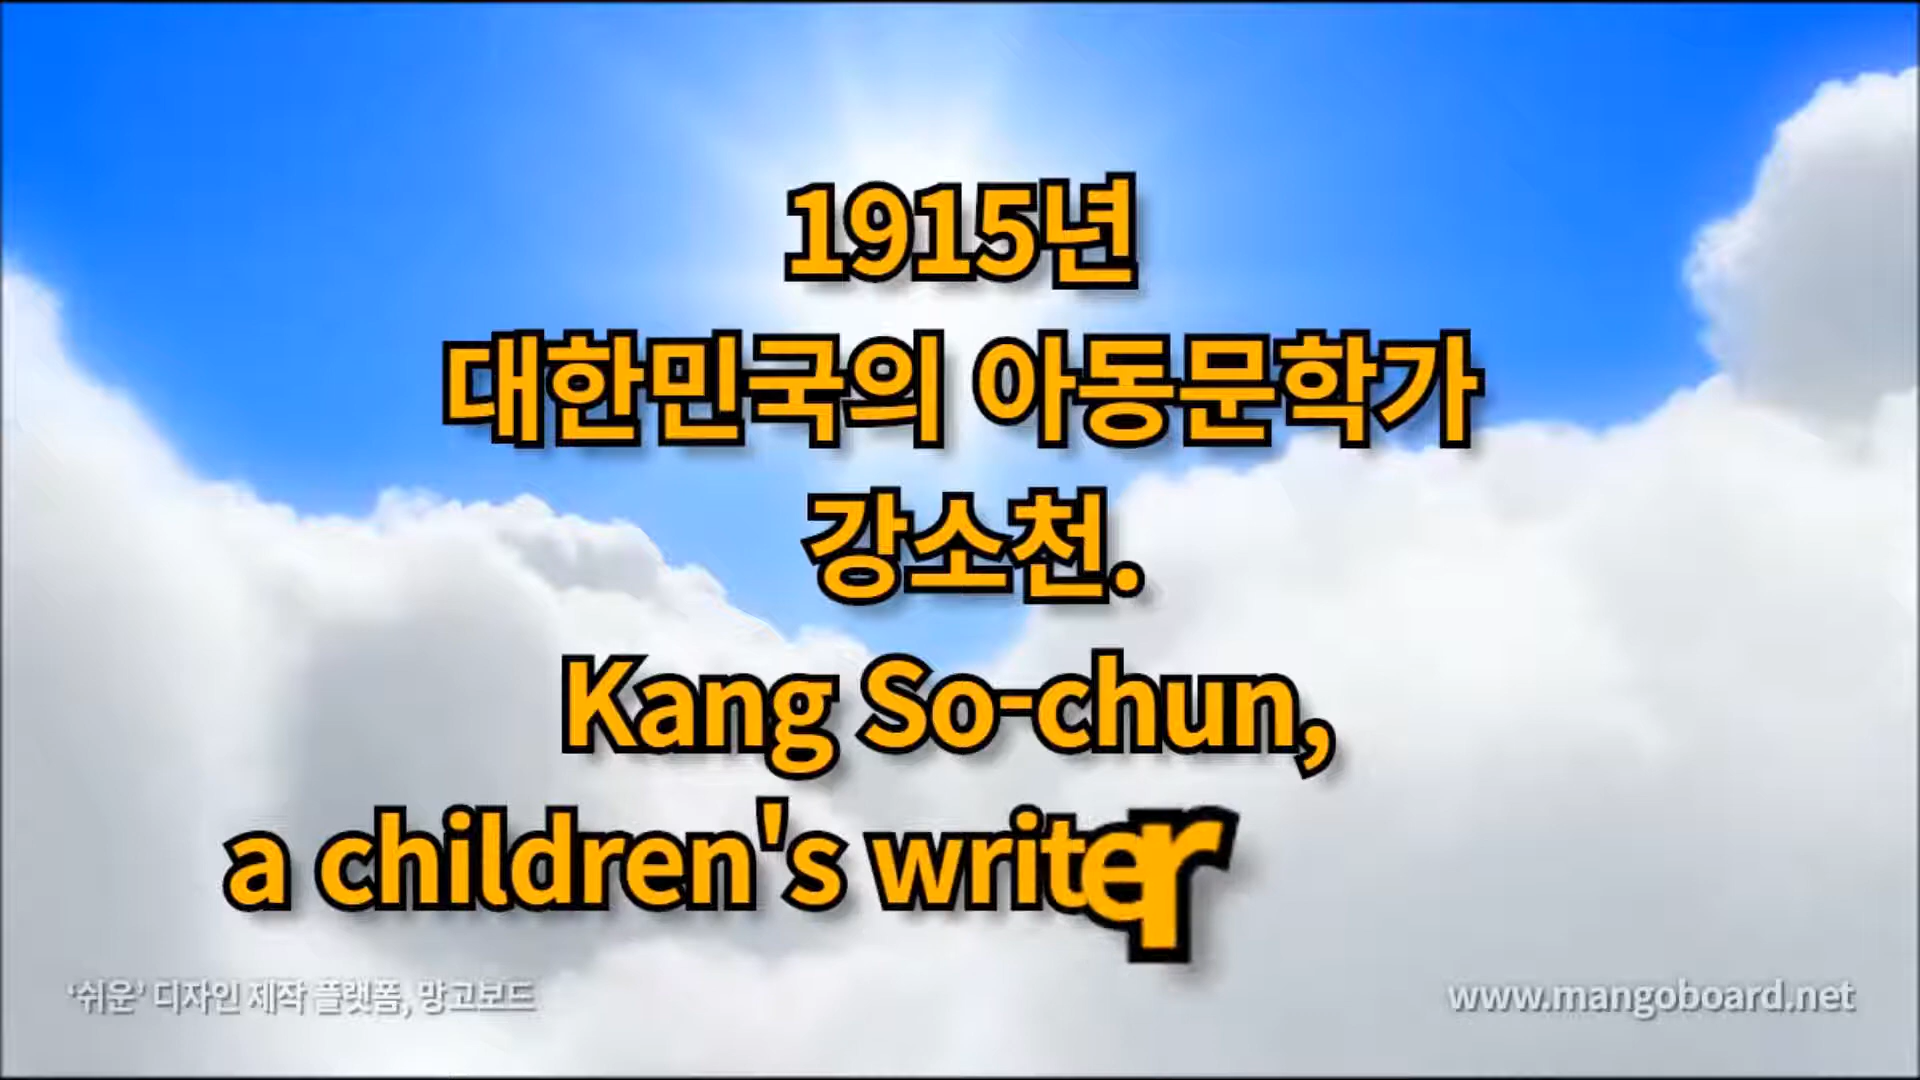 1915년
대한민국의 아동문학가
강소천.
Kang So-chun,
a children's writer
‘쉬운’ 디자인 제작 플랫폼, 망고보드
www.mangoboard.net